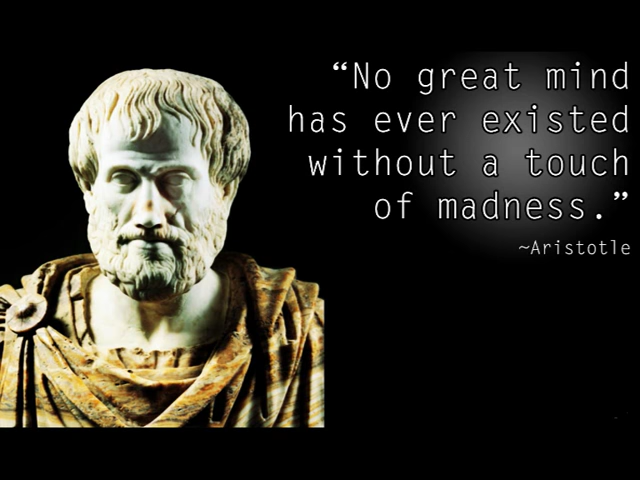 “No great mind
has ever existed
without a touch
of madness.”
~Aristotle